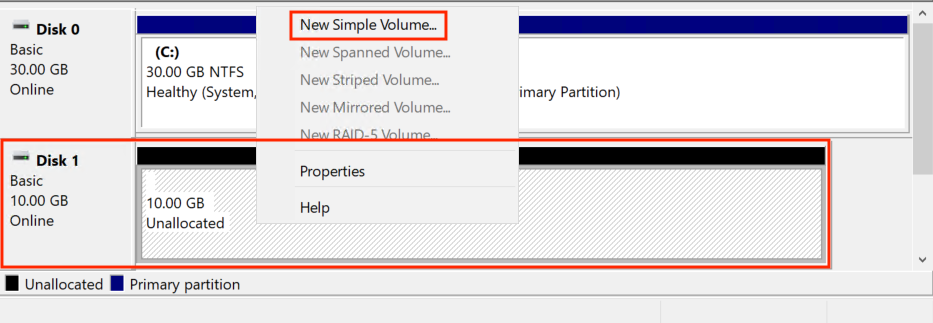 Disk 0
Basic
30.00 GB
Online
(C:)
30.00 GB NTFS
Healthy (System,
rimary Partition)
New Simple Volume...
New Spanned Volume...
New Striped Volume...
New Mirrored Volume...
New RAID-5 Volume...
Properties
Help
Disk 1
Basic
10.00 GB
Online
10.00 GB
Unallocated
Unallocated Primary partition